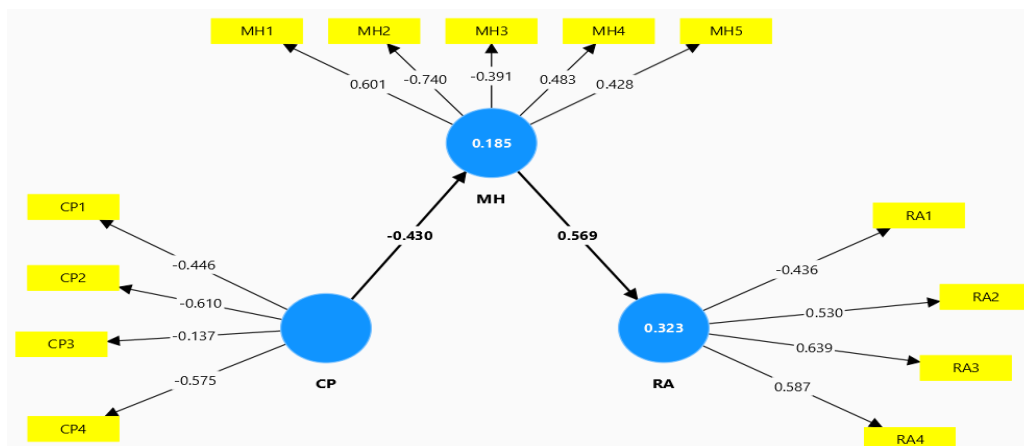 MH1 MH2 MH3 MH4 MH5
0.601 -0.740 -0.391 0.483 0.428
0.185
MH
CP1
CP2
CP3
CP4
-0.446
-0.610
-0.137
-0.575
-0.430
0.569
CP
0.323
RA
-0.436
0.530
0.639
0.587
RA1
RA2
RA3
RA4